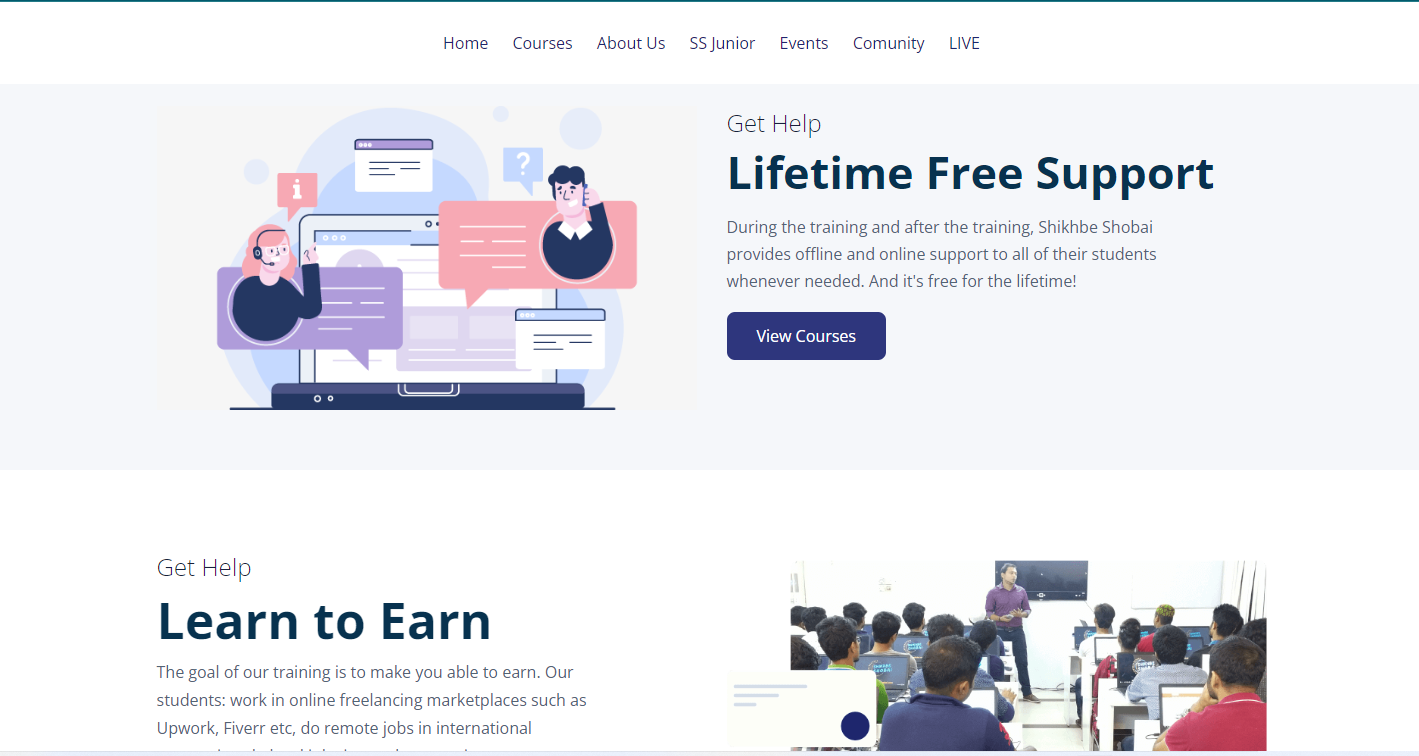 Home Courses About Us SS Junior Events Comunity LIVE
Get Help
Lifetime Free Support
During the training and after the training, Shikhbe Shobai
provides offline and online support to all of their students
whenever needed. And it's free for the lifetime!
View Courses
Get Help
Learn to Earn
The goal of our training is to make you able to earn. Our
students: work in online freelancing marketplaces such as
Upwork, Fiverr etc, do remote jobs in international